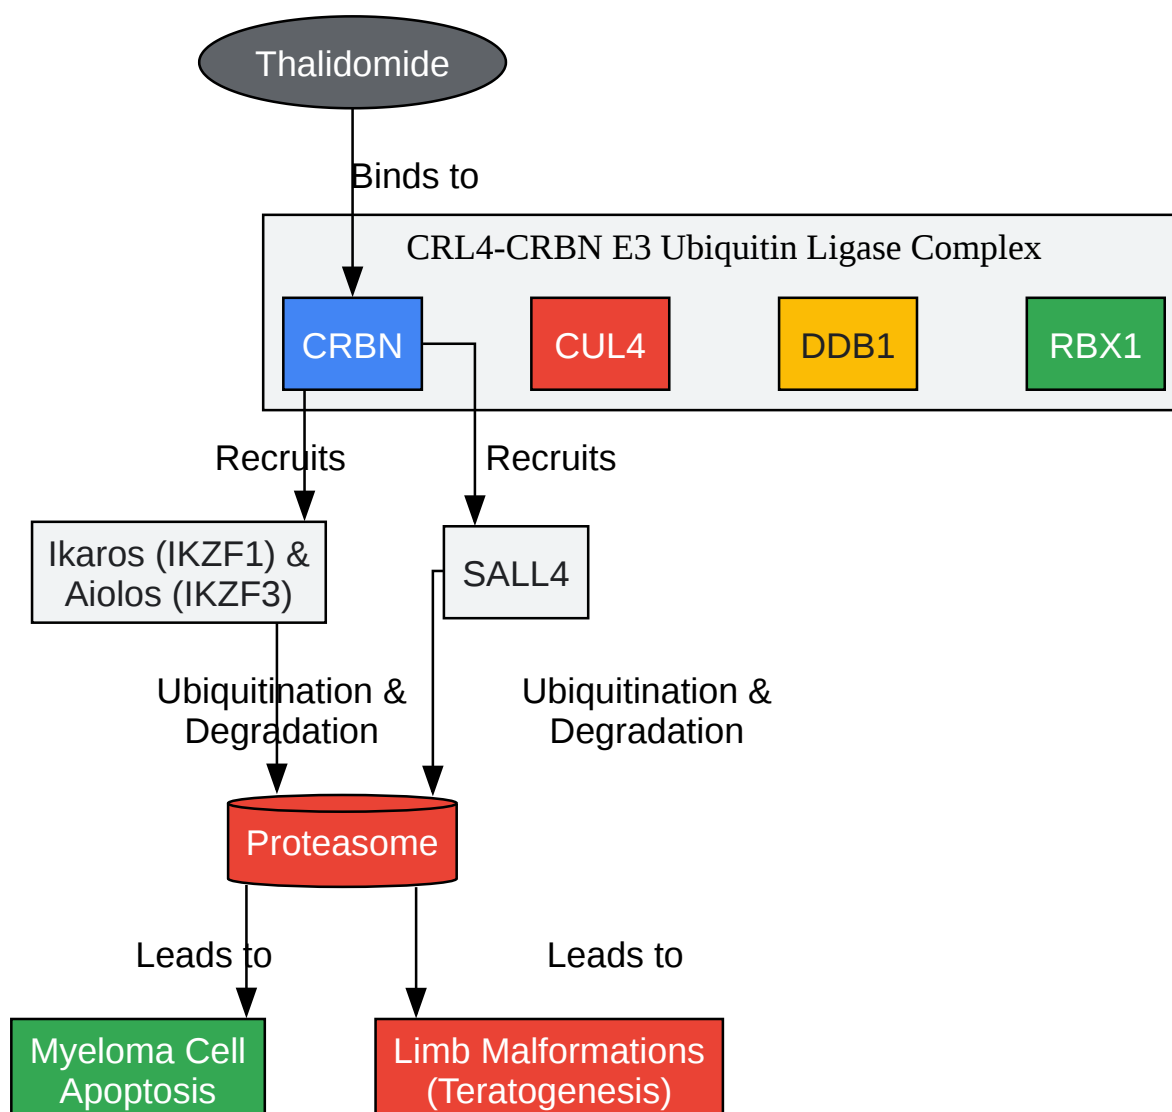 Thalidomide
Binds to
CRL4-CRBN E3 Ubiquitin Ligase Complex
CRBN
CUL4
DDB1
RBX1
Recruits
Recruits
Ikaros (IKZF1) &
Aiolos (IKZF3)
SALL4
Ubiquitination &
Degradation
Ubiquitination &
Degradation
Proteasome
Leads to
Leads to
Myeloma Cell
Apoptosis
Limb Malformations
(Teratogenesis)